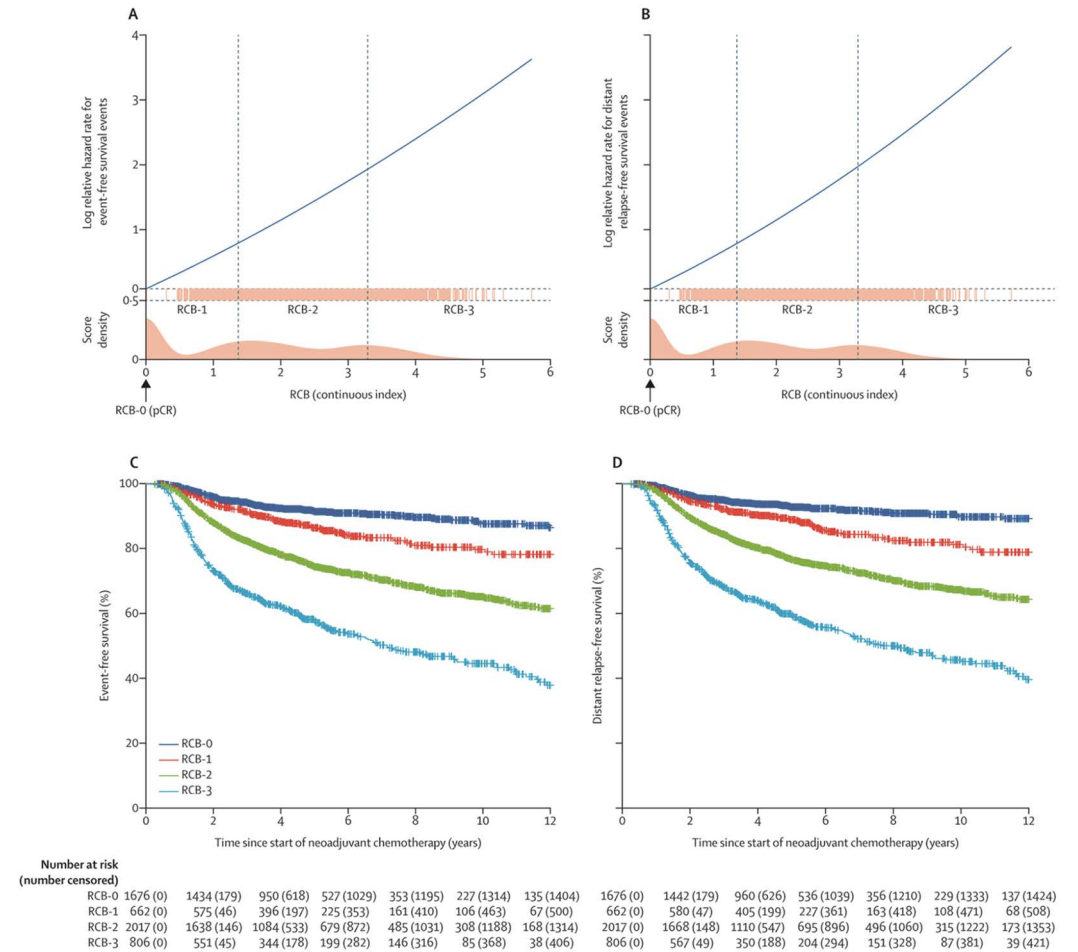 A
B
4
3
2
1
0
Log relative hazard rate for
event-free survival events
Log relative hazard rate for distant
relapse-free survival events
RCB-1 RCB-2 RCB-3
RCB-1 RCB-2 RCB-3
0·5
0
Score
density
Score
density
0 1 2 3 4 5 6
0 1 2 3 4 5 6
RCB (continuous index)
RCB (continuous index)
RCB-0 (pCR)
RCB-0 (pCR)
C
D
100
80
60
40
20
0
Event-free survival (%)
Distant relapse-free survival (%)
RCB-0
RCB-1
RCB-2
RCB-3
0 2 4 6 8 10 12
0 2 4 6 8 10 12
Time since start of neoadjuvant chemotherapy (years)
Time since start of neoadjuvant chemotherapy (years)
Number at risk
(number censored)
RCB-0 1676 (0) 1434 (179) 950 (618) 527 (1029) 353 (1195) 227 (1314) 135 (1404) 1676 (0) 1442 (179) 960 (626) 536 (1039) 356 (1210) 229 (1333) 137 (1424)
RCB-1 662 (0) 575 (46) 396 (197) 225 (353) 161 (410) 106 (463) 67 (500) 662 (0) 580 (47) 405 (199) 227 (361) 163 (418) 108 (471) 68 (508)
RCB-2 2017 (0) 1638 (146) 1084 (533) 679 (872) 485 (1031) 308 (1188) 168 (1314) 2017 (0) 1668 (148) 1110 (547) 695 (896) 496 (1060) 315 (1222) 173 (1353)
RCB-3 806 (0) 551 (45) 344 (178) 199 (282) 146 (316) 85 (368) 38 (406) 806 (0) 567 (49) 350 (188) 204 (294) 151 (328) 87 (381) 39 (421)